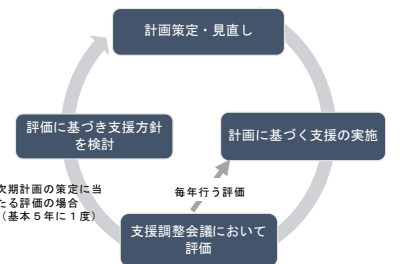 計画策定・見直し
評価に基づき支援方針
を検討
計画に基づく支援の実施
次期計画の策定に当
たる評価の場合
（基本５年に１度）
毎年行う評価
支援調整会議において
評価